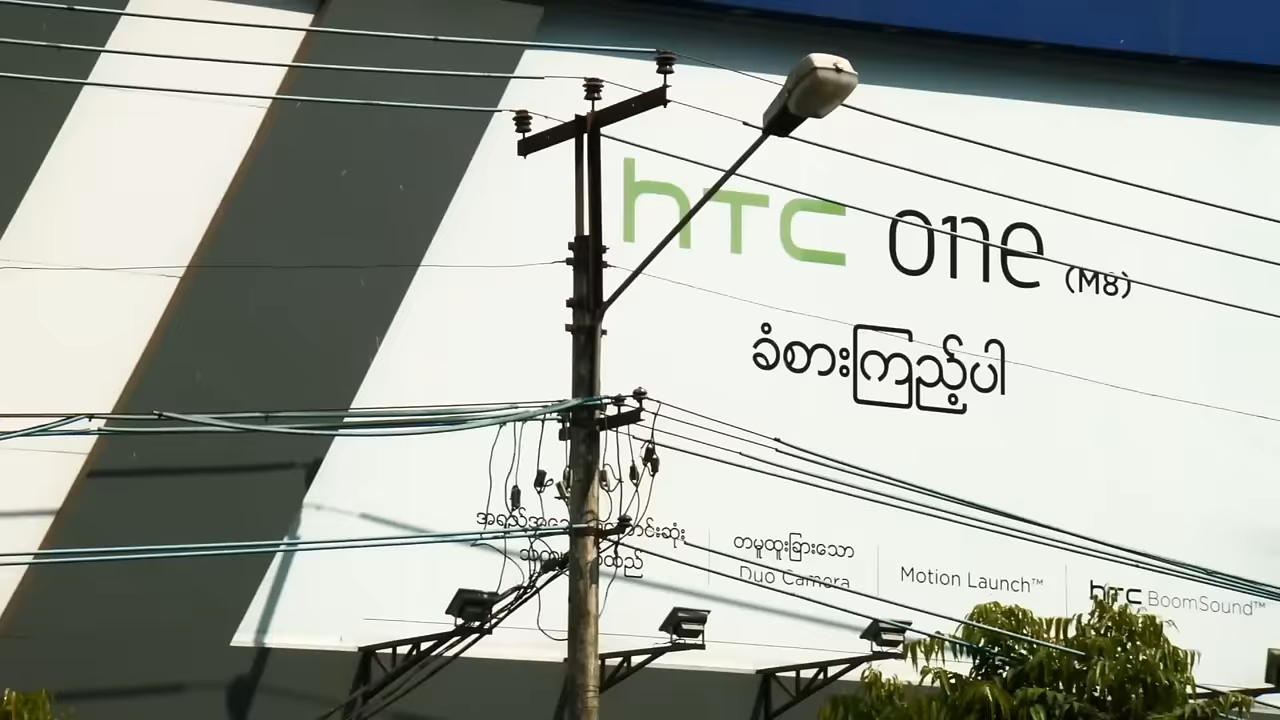 hTC one (M8)
ခံစားကြည့်ပါ
တမူထူးခြားသော
Duo Camera
Motion Launch™
hTC BoomSound™